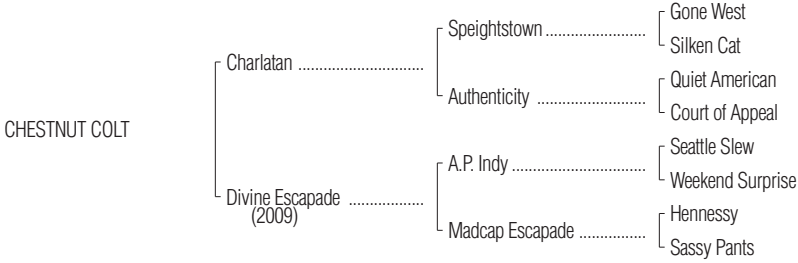 Gone West
Speightstown ..........................
Silken Cat
Charlatan ................................
Quiet American
Authenticity ............................
Court of Appeal
CHESTNUT COLT
Seattle Slew
A.P. Indy ...................................
Weekend Surprise
Divine Escapade ...................
(2009)
Hennessy
Madcap Escapade .................
Sassy Pants